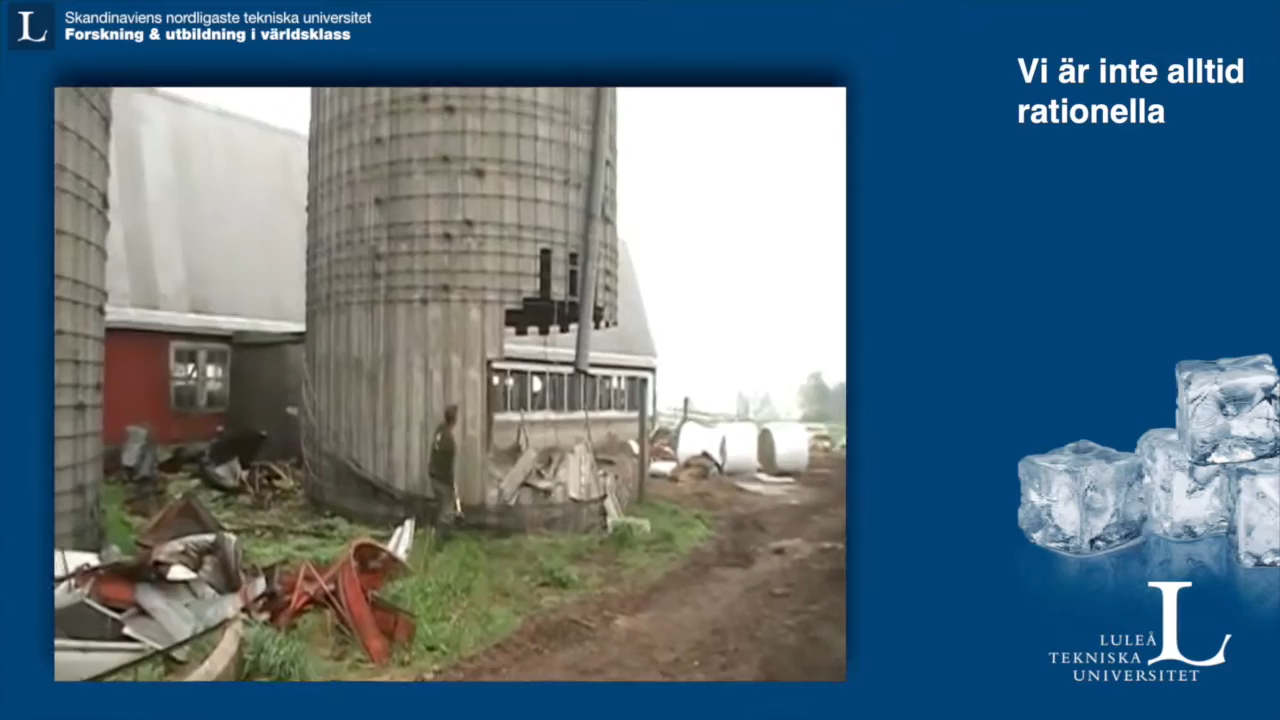 Skandinaviens nordligaste tekniska universitet
Forskning & utbildning i världsklass
Vi är inte alltid
rationella
L
LULEÅ
TEKNISKA
UNIVERSITET